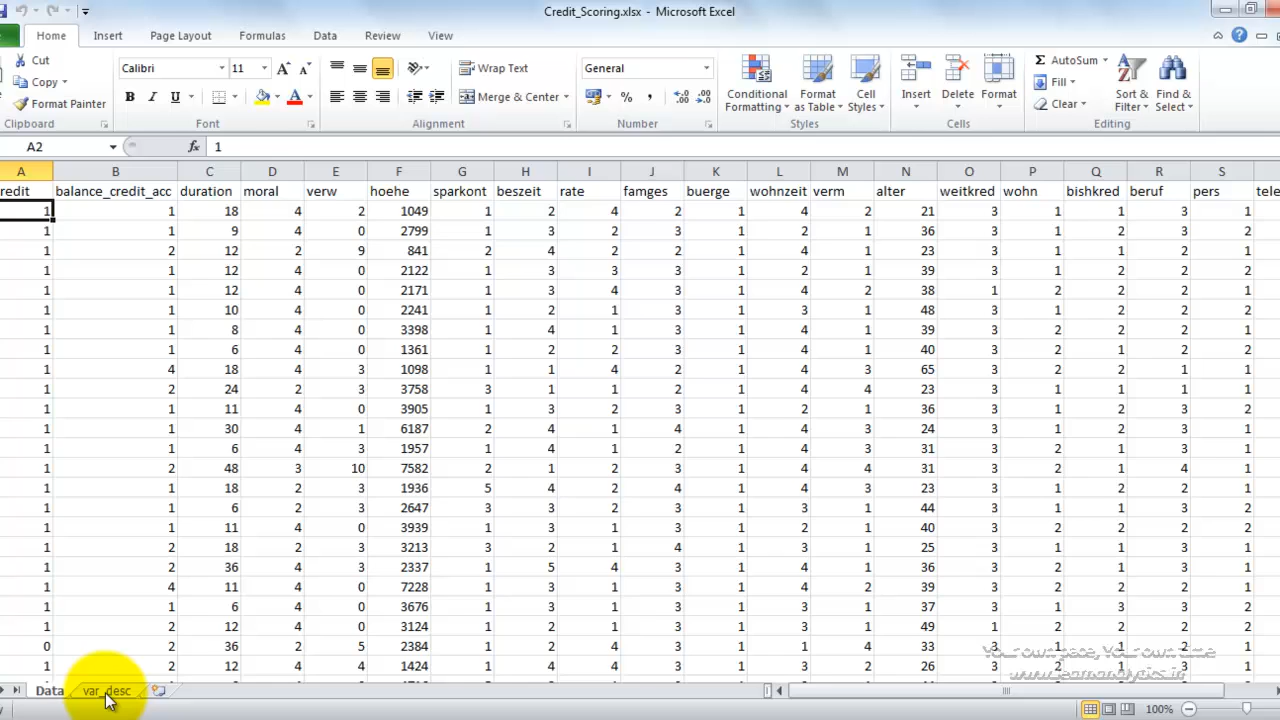 Credit_Scoring.xlsx - Microsoft Excel
Home Insert Page Layout Formulas Data Review View
Cut
Copy
Format Painter
Clipboard
Calibri 11
B I U A
Font
Wrap Text
Merge & Center
Alignment
General
%
Number
Conditional Formatting
Format as Table
Cell Styles
Styles
Insert Delete Format
Cells
AutoSum
Fill
Clear
Sort & Filter
Find & Select
Editing
A2 fx 1
A B C D E F G H I J K L M N O P Q R S
redit balance_credit_acc duration moral verw hoehe sparkont beszeit rate famges buerge wohnzeit verm alter weitkred wohn bishkred beruf pers tele
1 1 18 4 2 1049 1 2 4 2 1 4 2 21 3 1 1 3 1
1 1 9 4 0 2799 1 3 2 3 1 2 1 36 3 1 2 3 2
1 2 12 2 9 841 2 4 2 2 1 4 1 23 3 1 1 2 1
1 1 12 4 0 2122 1 3 3 3 1 2 1 39 3 1 2 2 2
1 1 12 4 0 2171 1 3 4 3 1 4 2 38 1 2 2 2 1
1 1 10 4 0 2241 1 2 1 3 1 3 1 48 3 1 2 2 2
1 1 8 4 0 3398 1 4 1 3 1 4 1 39 3 2 2 2 1
1 1 6 4 0 1361 1 2 2 3 1 4 1 40 3 2 1 2 2
1 4 18 4 3 1098 1 1 4 2 1 4 3 65 3 2 2 1 1
1 2 24 2 3 3758 3 1 1 2 1 4 4 23 3 1 1 1 1
1 1 11 4 0 3905 1 3 2 3 1 2 1 36 3 1 2 3 2
1 1 30 4 1 6187 2 4 1 4 1 4 3 24 3 1 2 3 1
1 1 6 4 3 1957 1 4 1 2 1 4 3 31 3 2 1 3 1
1 2 48 3 10 7582 2 1 2 3 1 4 4 31 3 2 1 4 1
1 1 18 2 3 1936 5 4 2 4 1 4 3 23 3 1 2 2 1
1 1 6 2 3 2647 1 3 2 3 1 3 1 44 3 1 1 3 2
1 1 11 4 0 3939 1 3 1 3 1 2 1 40 3 2 2 2 2
1 2 18 2 3 3213 3 2 1 4 1 3 1 25 3 1 1 3 1
1 2 36 4 3 2337 1 5 4 3 1 4 1 36 3 2 1 3 1
1 4 11 4 0 7228 1 3 1 3 1 4 2 39 3 2 2 2 1
1 1 6 4 0 3676 1 3 1 3 1 3 1 37 3 1 3 3 2
1 2 12 4 0 3124 1 2 1 3 1 3 1 49 1 2 2 2 2
0 2 36 2 5 2384 1 2 4 3 1 1 4 33 3 1
1 2 12 4 4 1424 1 4 4 3 1 3 2 26 3 1
Your own pace, Your own time
www.learnanalytics.in
Data var_desc
100%